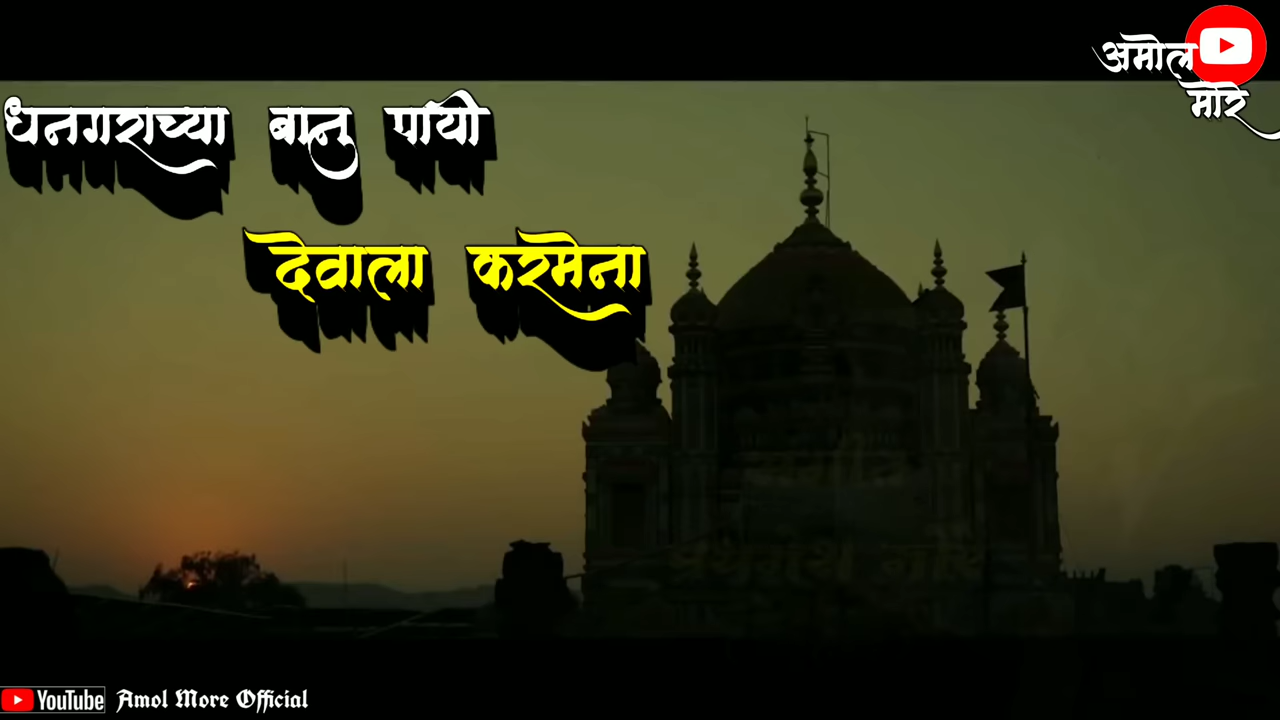 अमोल
मोरे
धनगराच्या बानु पायी
देवाला करमेना
YouTube Amol More Official